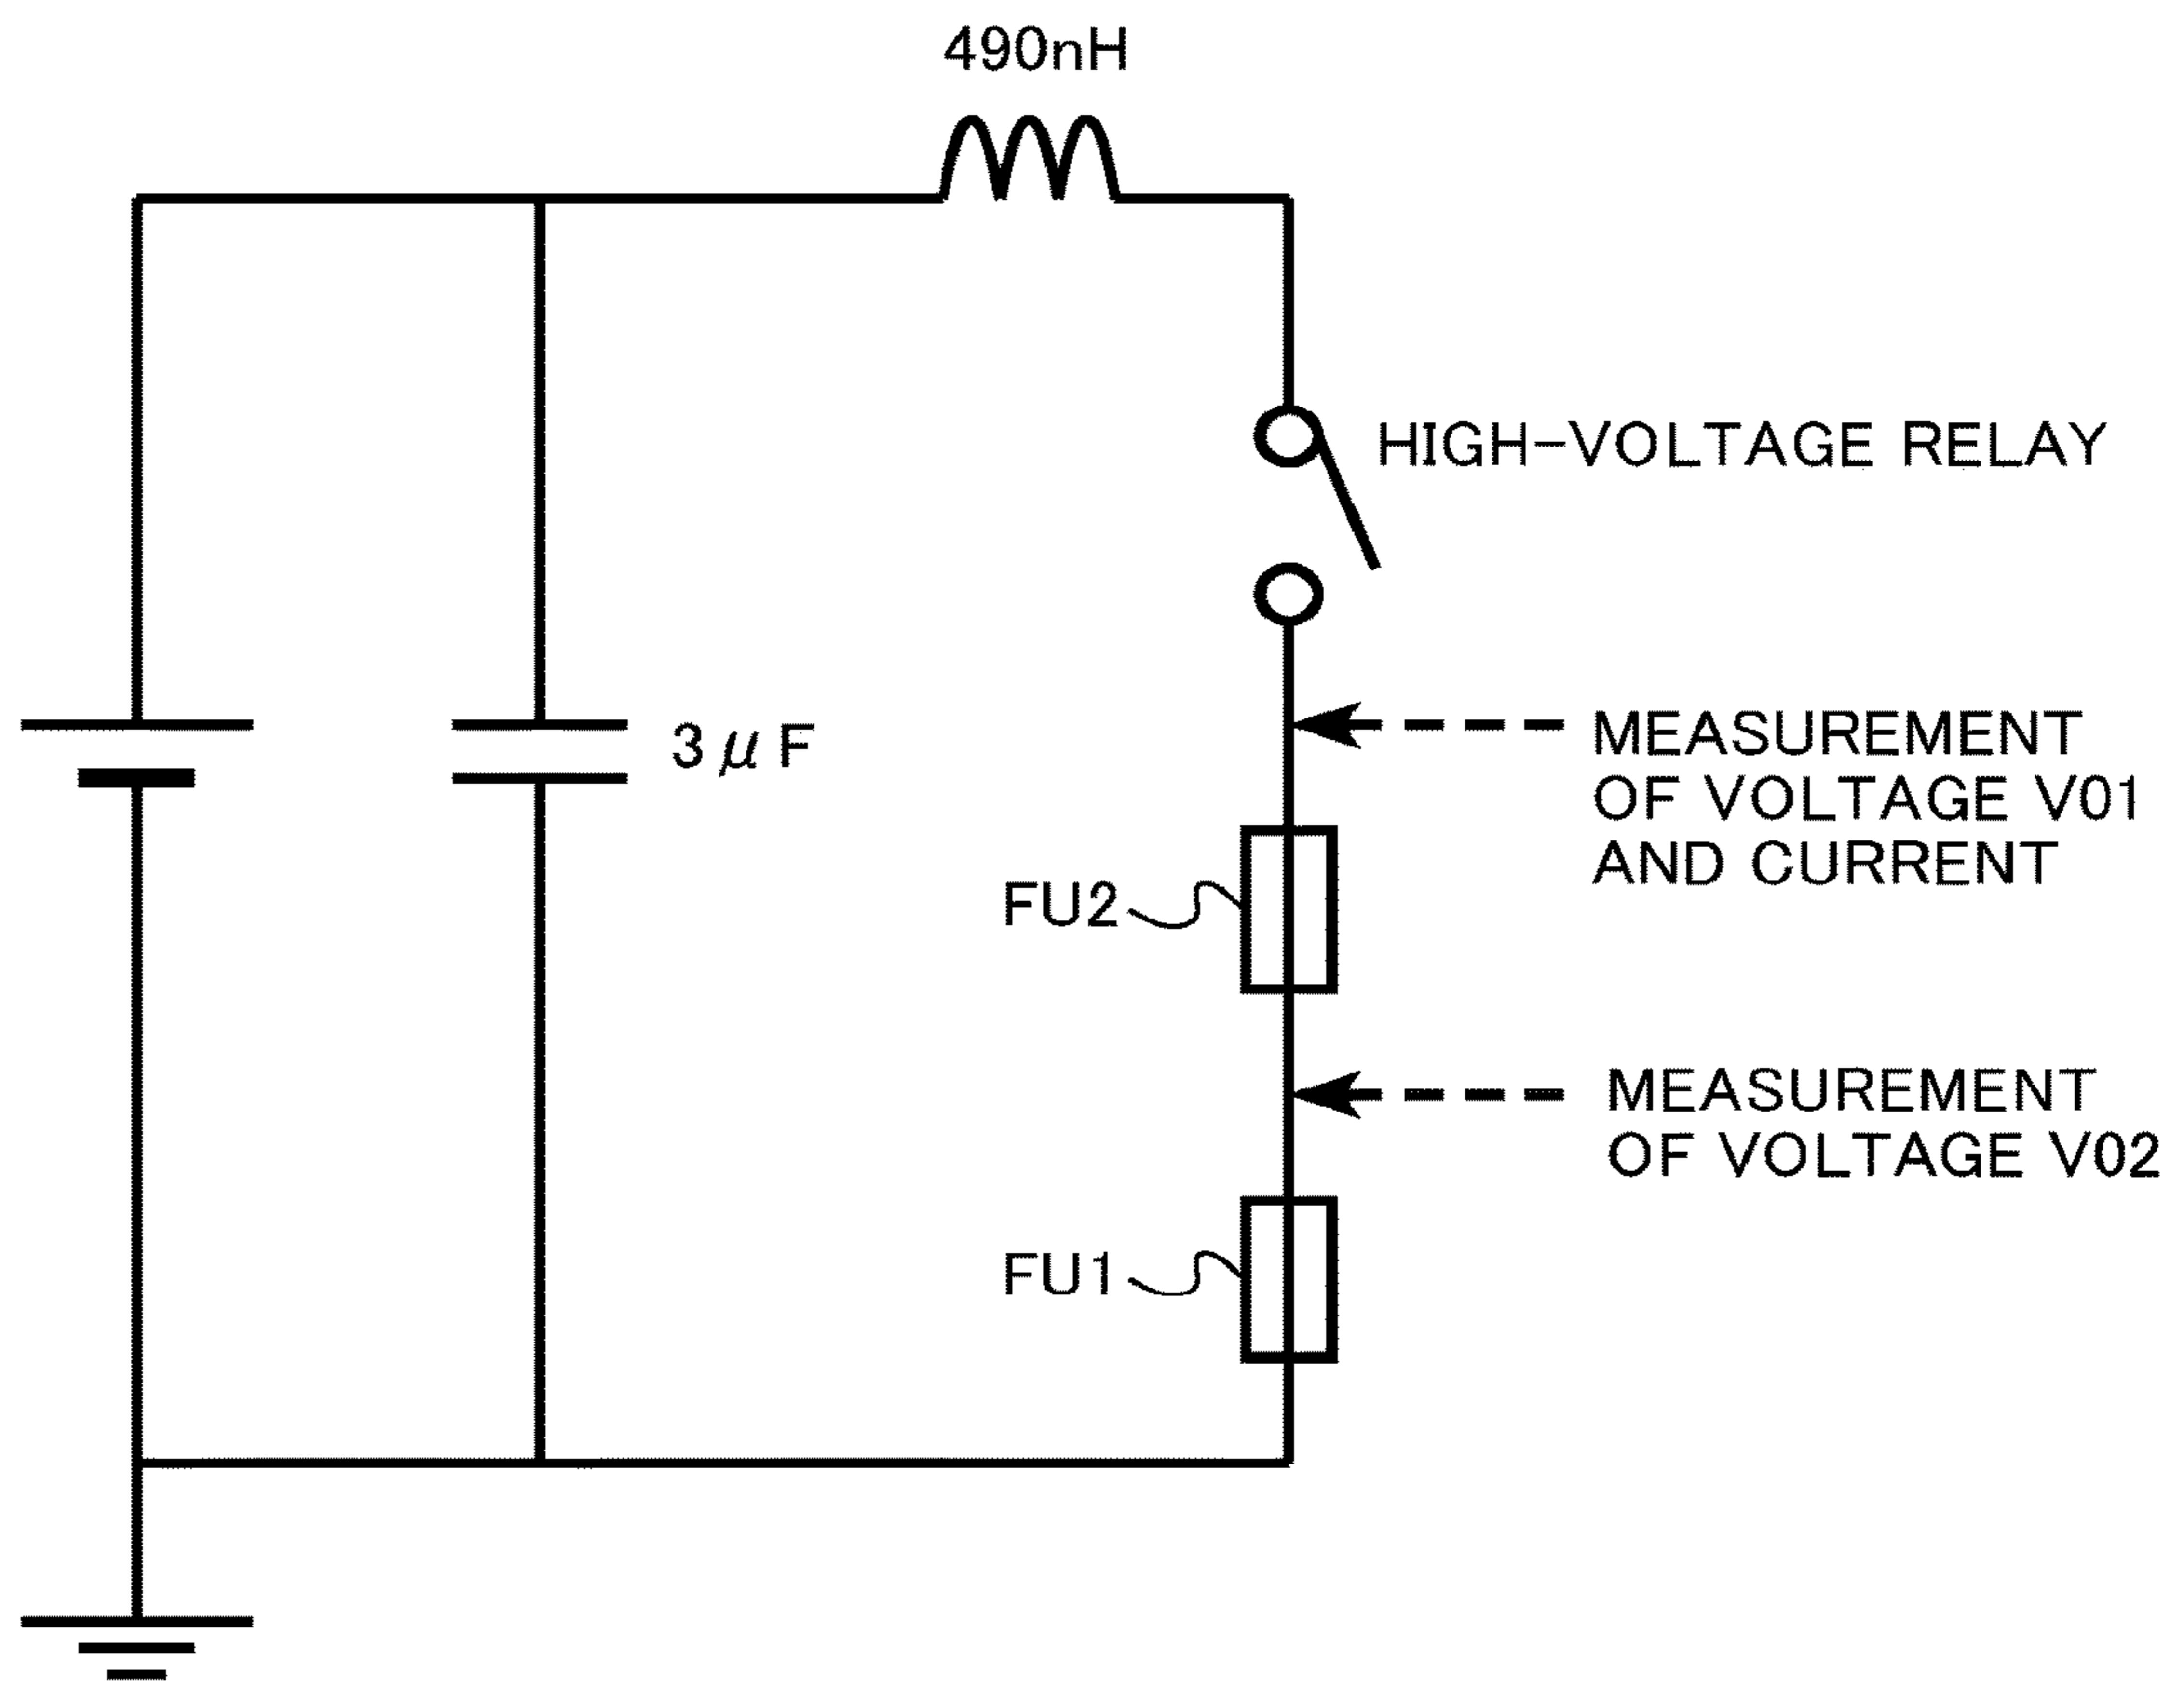 490nH
HIGH-VOLTAGE RELAY
3μF
MEASUREMENT
OF VOLTAGE V01
AND CURRENT
FU2
MEASUREMENT
OF VOLTAGE V02
FU1